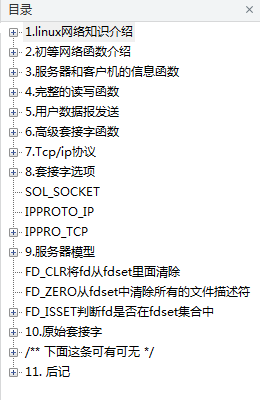 目录
1.linux网络知识介绍
2.初等网络函数介绍
3.服务器和客户机的信息函数
4.完整的读写函数
5.用户数据报发送
6.高级套接字函数
7.Tcp/ip协议
8.套接字选项
SOL_SOCKET
IPPROTO_IP
IPPRO_TCP
9.服务器模型
FD_CLR将fd从fdset里面清除
FD_ZERO从fdset中清除所有的文件描述符
FD_ISSET判断fd是否在fdset集合中
10.原始套接字
/** 下面这条可有可无 */
11. 后记